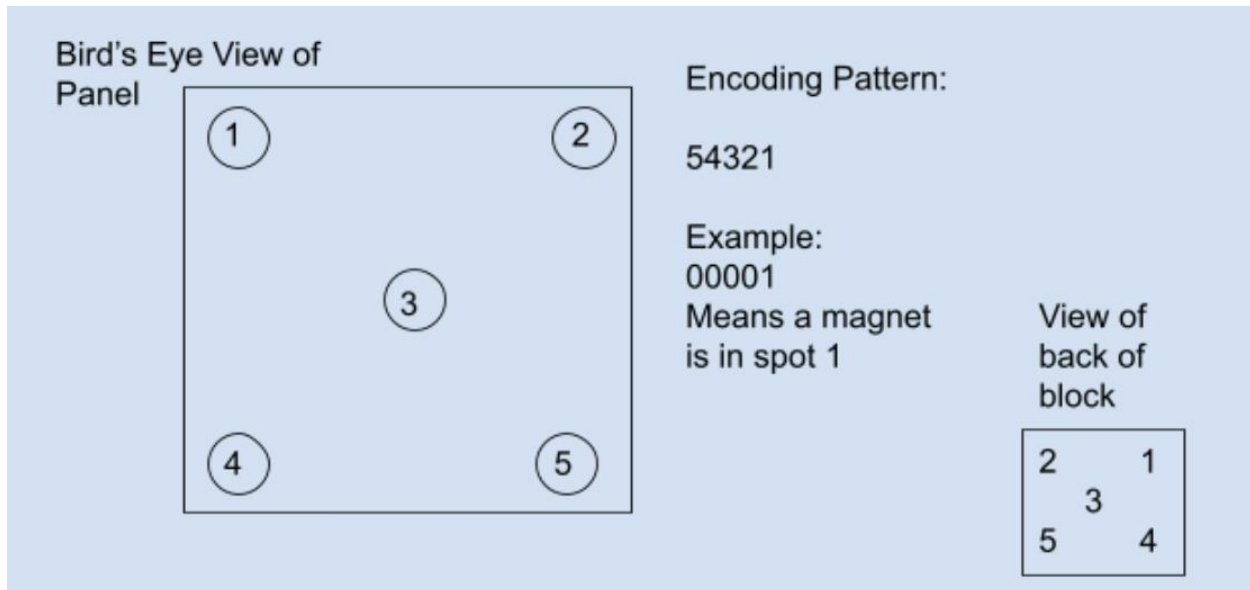 Bird's Eye View of
Panel
1
2
3
4
5
Encoding Pattern:
54321
Example:
00001
Means a magnet
is in spot 1
View of
back of
block
2 1
3
5 4